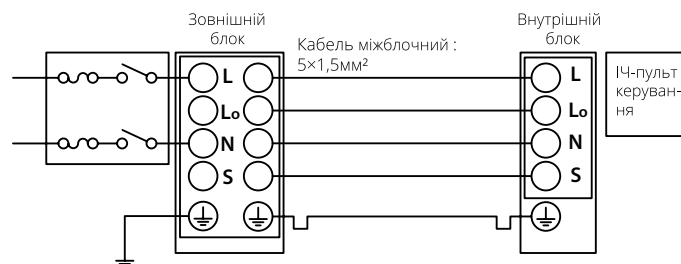 Зовнішній
блок
Кабель міжблочний :
5×1,5мм²
Внутрішній
блок
L
Lo
N
S
L
Lo
N
S
ІЧ-пульт
керуван-
ня